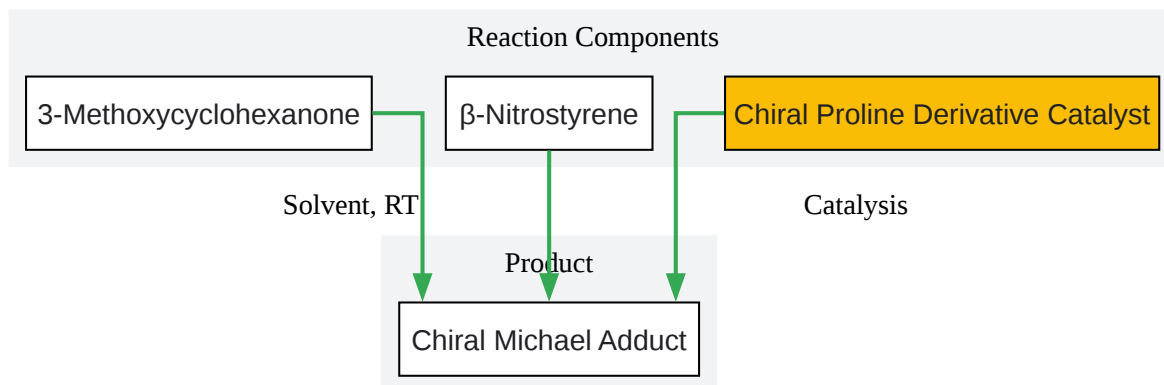 Reaction Components
3-Methoxycyclohexanone
β-Nitrostyrene
Chiral Proline Derivative Catalyst
Solvent, RT
Catalysis
Product
Chiral Michael Adduct